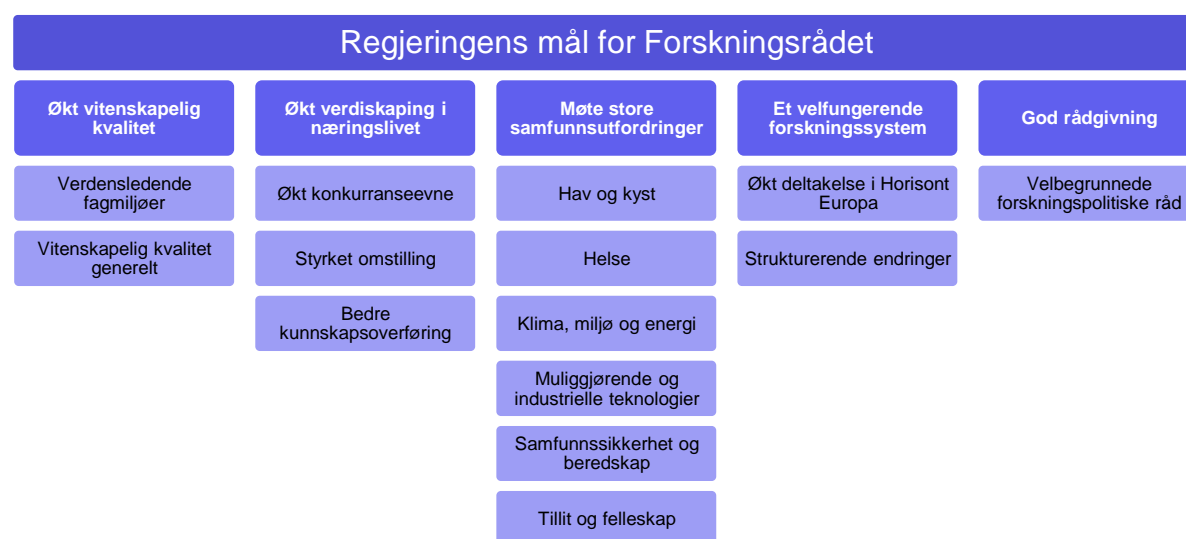 Regjeringens mål for Forskningsrådet
Økt vitenskapelig
kvalitet
Verdensledende
fagmiljøer
Vitenskapelig kvalitet
generelt
Økt verdiskaping i
næringslivet
Økt konkurranseevne
Styrket omstilling
Bedre
kunnskapsoverføring
Møte store
samfunnsutfordringer
Hav og kyst
Helse
Klima, miljø og energi
Muliggjørende og
industrielle teknologier
Samfunnssikkerhet og
beredskap
Tillit og felleskap
Et velfungerende
forskningssystem
Økt deltakelse i Horisont
Europa
Strukturerende endringer
God rådgivning
Velbegrunnede
forskningspolitiske råd